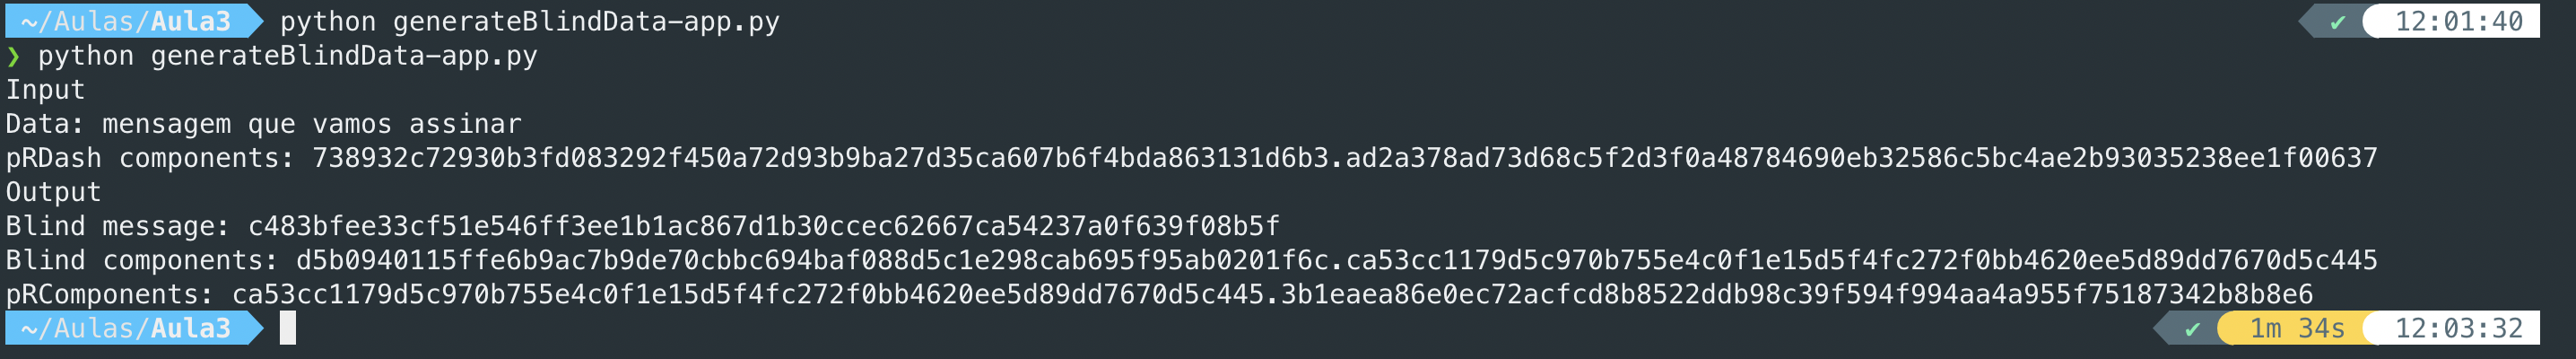 ~/Aulas/Aula3 python generateBlindData-app.py ✔ 12:01:40
❯ python generateBlindData-app.py
Input
Data: mensagem que vamos assinar
pRDash components: 738932c72930b3fd083292f450a72d93b9ba27d35ca607b6f4bda863131d6b3.ad2a378ad73d68c5f2d3f0a48784690eb32586c5bc4ae2b93035238ee1f00637
Output
Blind message: c483bfee33cf51e546ff3ee1b1ac867d1b30ccec62667ca54237a0f639f08b5f
Blind components: d5b0940115ffe6b9ac7b9de70cbbc694baf088d5c1e298cab695f95ab0201f6c.ca53cc1179d5c970b755e4c0f1e15d5f4fc272f0bb4620ee5d89dd7670d5c445
pRComponents: ca53cc1179d5c970b755e4c0f1e15d5f4fc272f0bb4620ee5d89dd7670d5c445.3b1eaea86e0ec72acfcd8b8522ddb98c39f594f994aa4a955f75187342b8b8e6
~/Aulas/Aula3 ✔ 1m 34s 12:03:32